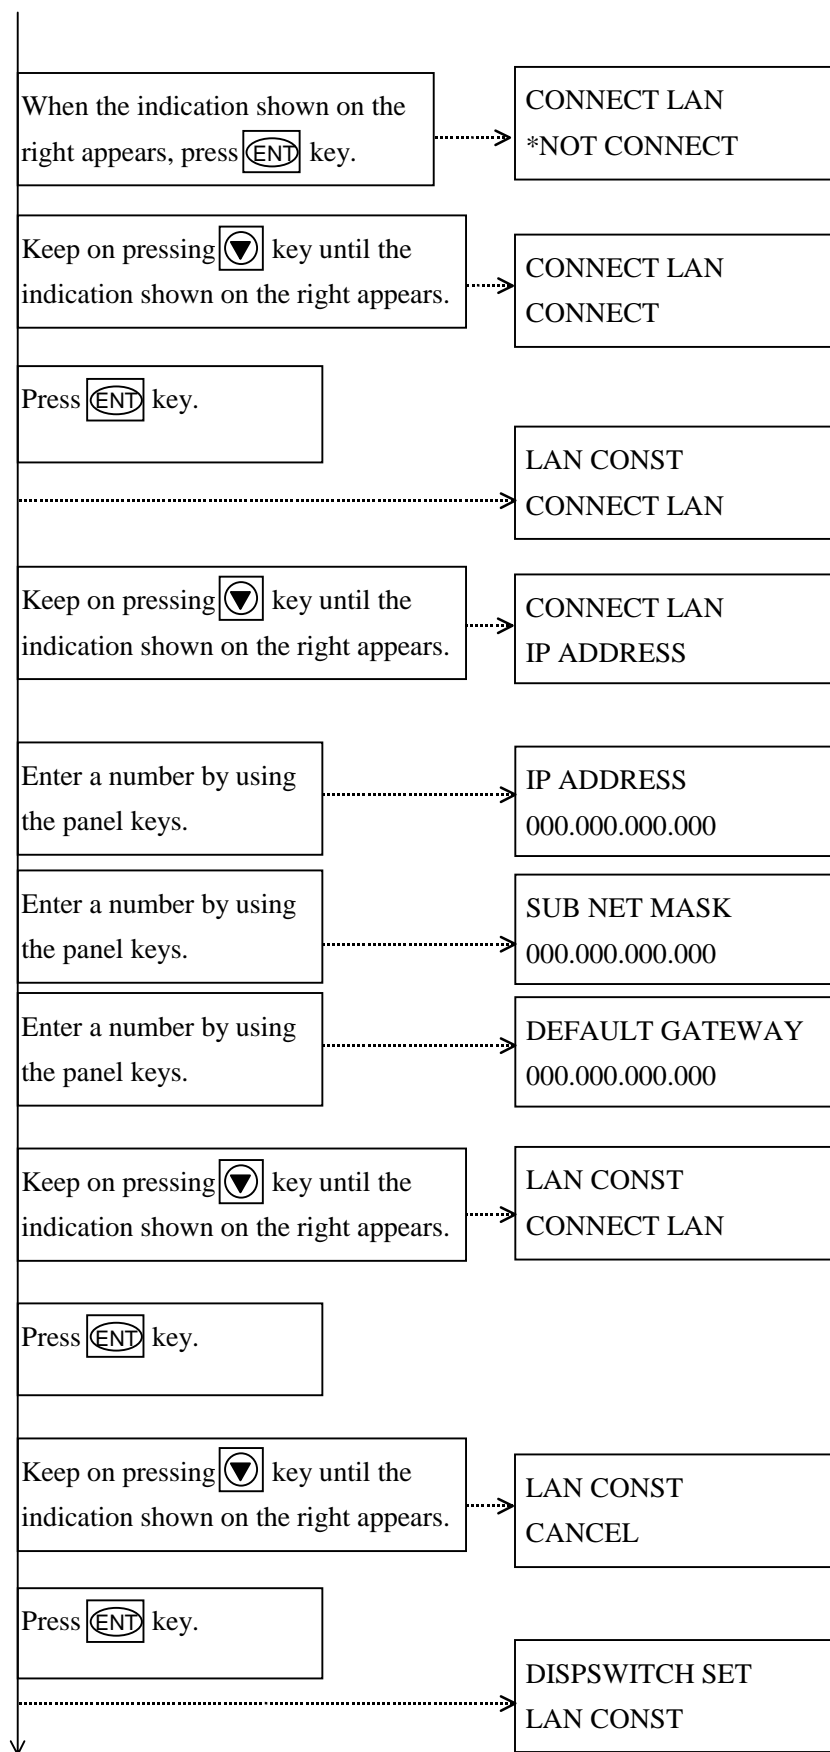 When the indication shown on the
right appears, press ENT key.
CONNECT LAN
*NOT CONNECT
Keep on pressing ▼ key until the
indication shown on the right appears.
CONNECT LAN
CONNECT
Press ENT key.
LAN CONST
CONNECT LAN
Keep on pressing ▼ key until the
indication shown on the right appears.
CONNECT LAN
IP ADDRESS
Enter a number by using
the panel keys.
IP ADDRESS
000.000.000.000
Enter a number by using
the panel keys.
SUB NET MASK
000.000.000.000
Enter a number by using
the panel keys.
DEFAULT GATEWAY
000.000.000.000
Keep on pressing ▼ key until the
indication shown on the right appears.
LAN CONST
CONNECT LAN
Press ENT key.
Keep on pressing ▼ key until the
indication shown on the right appears.
LAN CONST
CANCEL
Press ENT key.
DISPSWITCH SET
LAN CONST